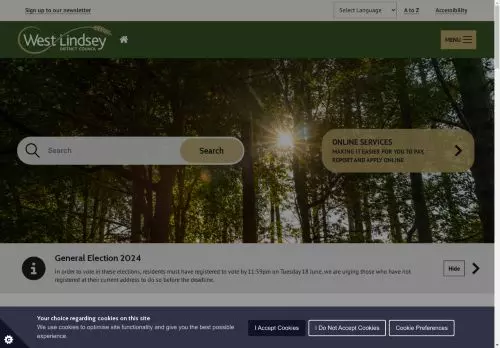 Sign up to our newsletter
Select Language
A to Z
Accessibility
West Lindsey
DISTRICT COUNCIL
MENU
Search
Search
ONLINE SERVICES
MAKING IT EASIER FOR YOU TO PAY,
REPORT AND APPLY ONLINE
General Election 2024
In order to vote in these elections, residents must have registered to vote by 11:59pm on Tuesday 18 June, we are urging those who have not
registered at their current address to do so before the deadline.
Hide
Your choice regarding cookies on this site
We use cookies to optimise site functionality and give you the best possible
experience.
I Accept Cookies
I Do Not Accept Cookies
Cookie Preferences